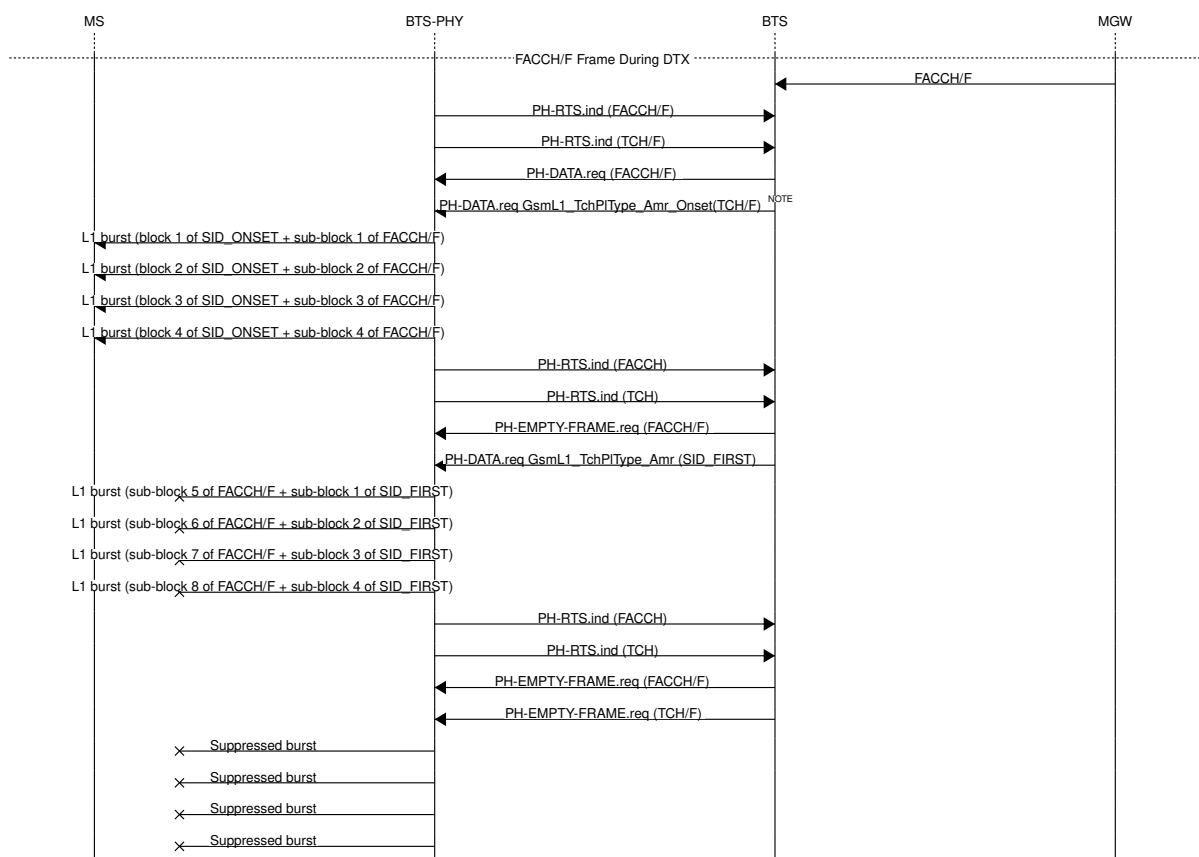 MS BTS-PHY BTS MGW
FACCH/F Frame During DTX
FACCH/F
PH-RTS.ind (FACCH/F)
PH-RTS.ind (TCH/F)
PH-DATA.req (FACCH/F)
PH-DATA.req GsmL1_TchPlType_Amr_Onset(TCH/F) NOTE
L1 burst (block 1 of SID_ONSET + sub-block 1 of FACCH/F)
L1 burst (block 2 of SID_ONSET + sub-block 2 of FACCH/F)
L1 burst (block 3 of SID_ONSET + sub-block 3 of FACCH/F)
L1 burst (block 4 of SID_ONSET + sub-block 4 of FACCH/F)
PH-RTS.ind (FACCH)
PH-RTS.ind (TCH)
PH-EMPTY-FRAME.req (FACCH/F)
PH-DATA.req GsmL1_TchPlType_Amr (SID_FIRST)
L1 burst (sub-block 5 of FACCH/F + sub-block 1 of SID_FIRST)
L1 burst (sub-block 6 of FACCH/F + sub-block 2 of SID_FIRST)
L1 burst (sub-block 7 of FACCH/F + sub-block 3 of SID_FIRST)
L1 burst (sub-block 8 of FACCH/F + sub-block 4 of SID_FIRST)
PH-RTS.ind (FACCH)
PH-RTS.ind (TCH)
PH-EMPTY-FRAME.req (FACCH/F)
PH-EMPTY-FRAME.req (TCH/F)
Suppressed burst
Suppressed burst
Suppressed burst
Suppressed burst